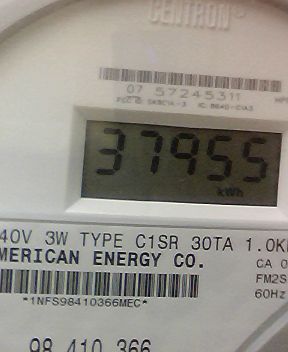 CENTRON®
07 57245311
37955
kWh
40V 3W TYPE C1SR 30TA 1.0K
MERICAN ENERGY CO.
CA 0
FM2S
60Hz
*1NFS98410366MEC*
98 410 366